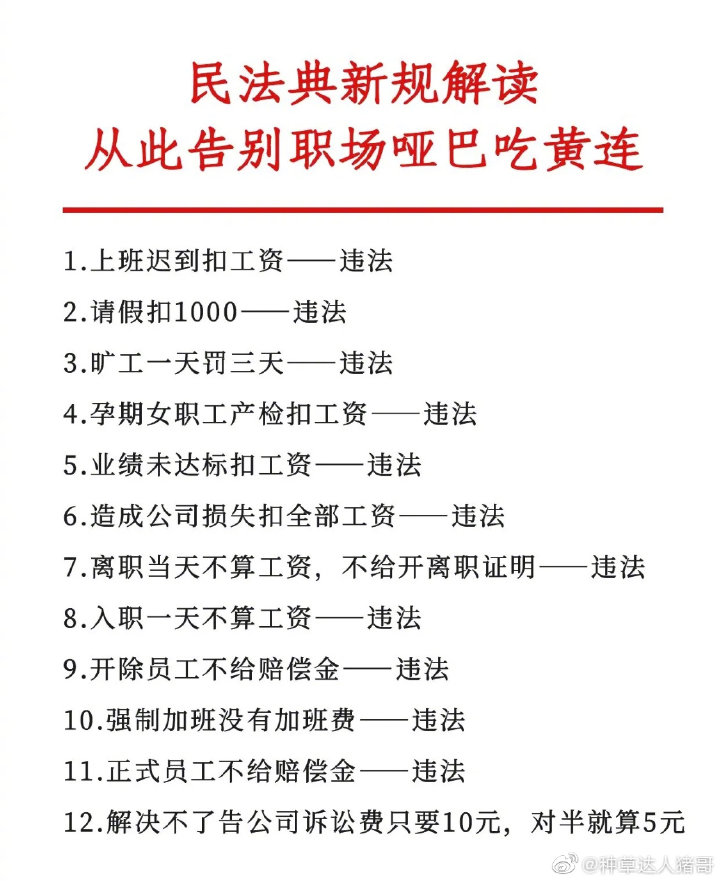 民法典新规解读
从此告别职场哑巴吃黄连
1.上班迟到扣工资——违法
2.请假扣1000——违法
3.旷工一天罚三天——违法
4.孕期女职工产检扣工资——违法
5.业绩未达标扣工资——违法
6.造成公司损失扣全部工资——违法
7.离职当天不算工资，不给开离职证明——违法
8.入职一天不算工资——违法
9.开除员工不给赔偿金——违法
10.强制加班没有加班费——违法
11.正式员工不给赔偿金——违法
12.解决不了告公司诉讼费只要10元，对半就算5元
@种草达人猪哥